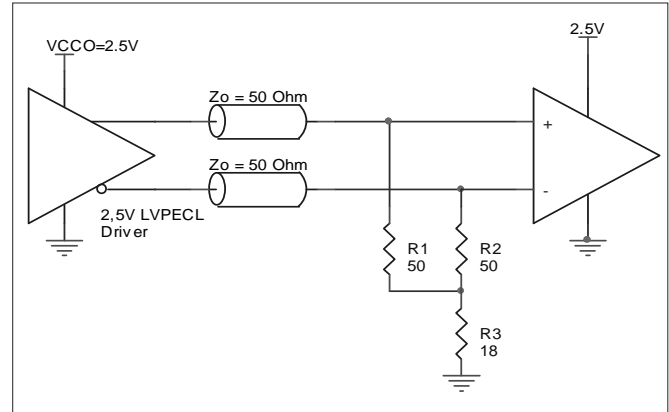 VCCO=2.5V
2.5V
Zo = 50 Ohm
+
Zo = 50 Ohm
-
2,5V LVPECL
Driver
R1
50
R2
50
R3
18